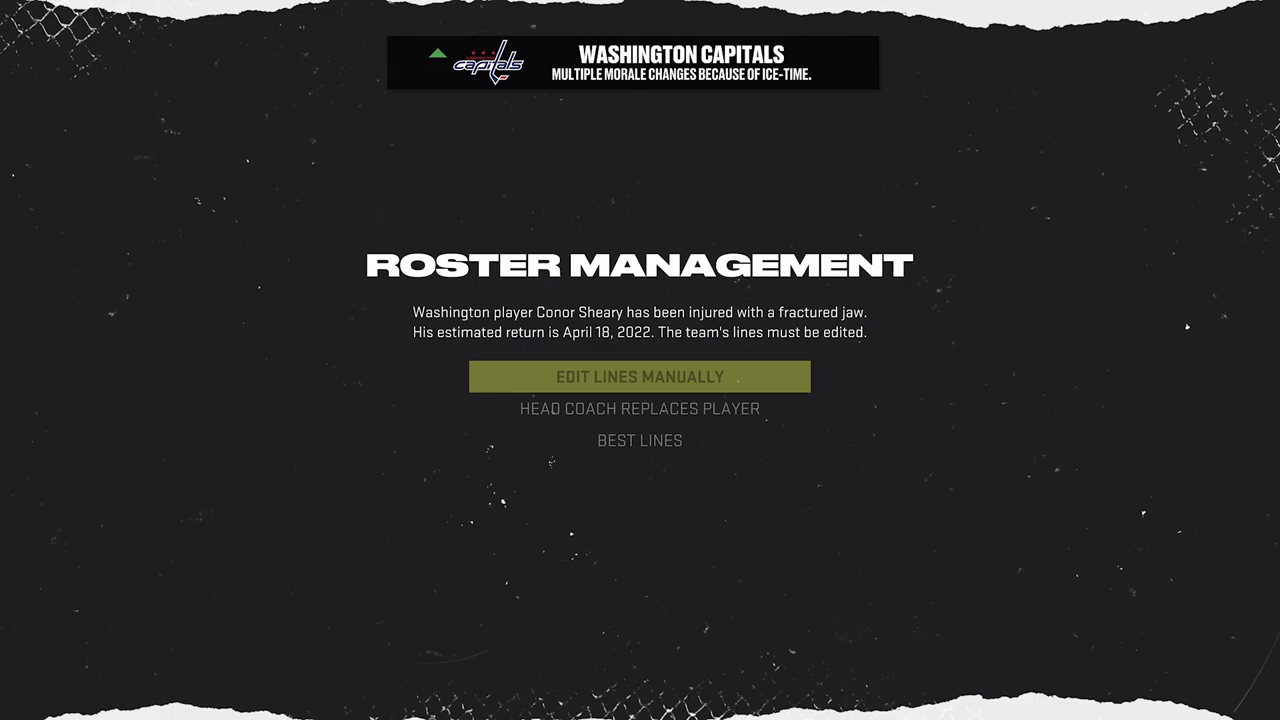 capitals
WASHINGTON CAPITALS
MULTIPLE MORALE CHANGES BECAUSE OF ICE-TIME.
ROSTER MANAGEMENT
Washington player Conor Sheary has been injured with a fractured jaw.
His estimated return is April 18, 2022. The team's lines must be edited.
EDIT LINES MANUALLY
HEAD COACH REPLACES PLAYER
BEST LINES